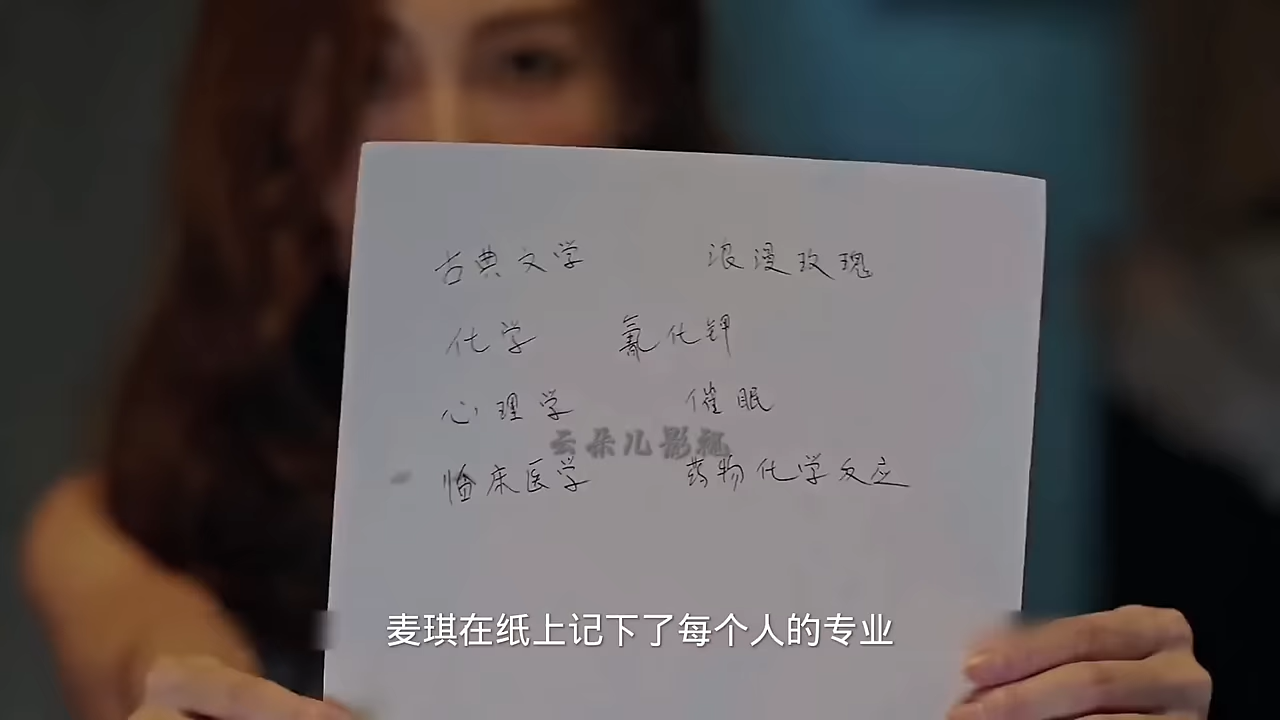 古典文学 浪漫玫瑰
化学 氰化钾
心理学 催眠
云朵儿影视
临床医学 药物化学反应
麦琪在纸上记下了每个人的专业